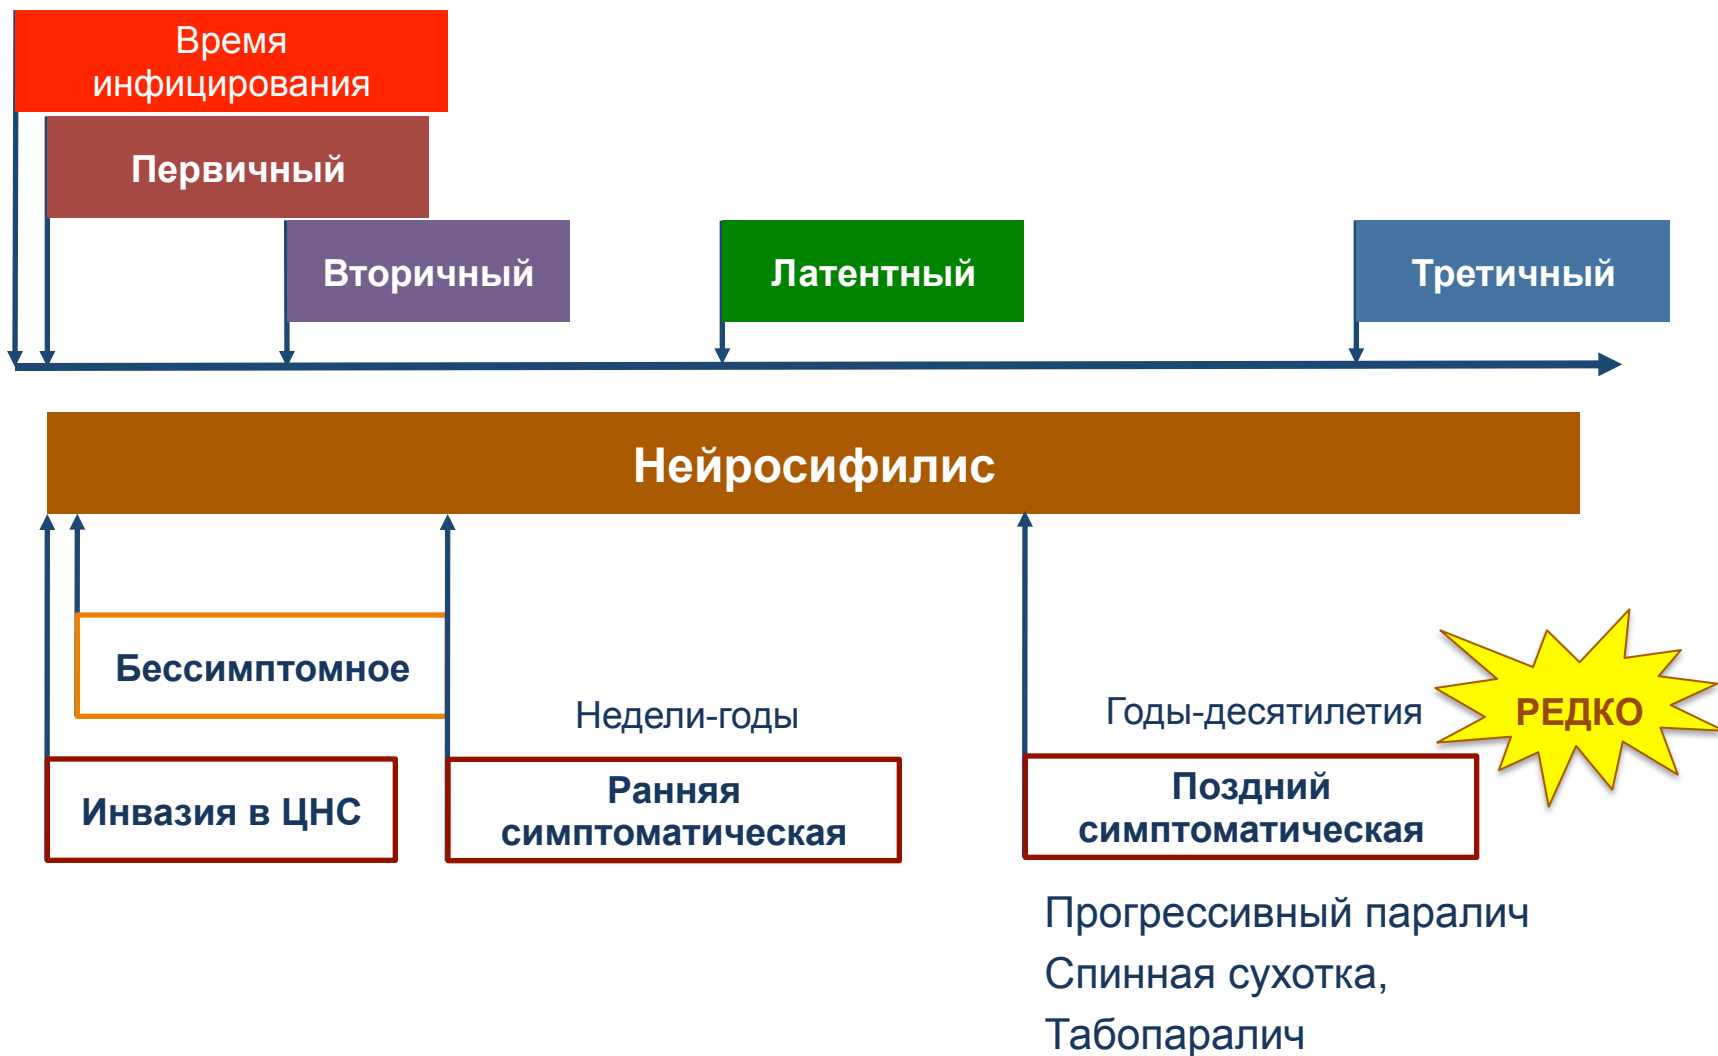 Время
инфицирования
Первичный
Вторичный
Латентный
Третичный
Нейросифилис
Бессимптомное
Инвазия в ЦНС
Недели-годы
Ранняя
симптоматическая
Годы-десятилетия
РЕДКО
Поздний
симптоматическая
Прогрессивный паралич
Спинная сухотка,
Табопаралич